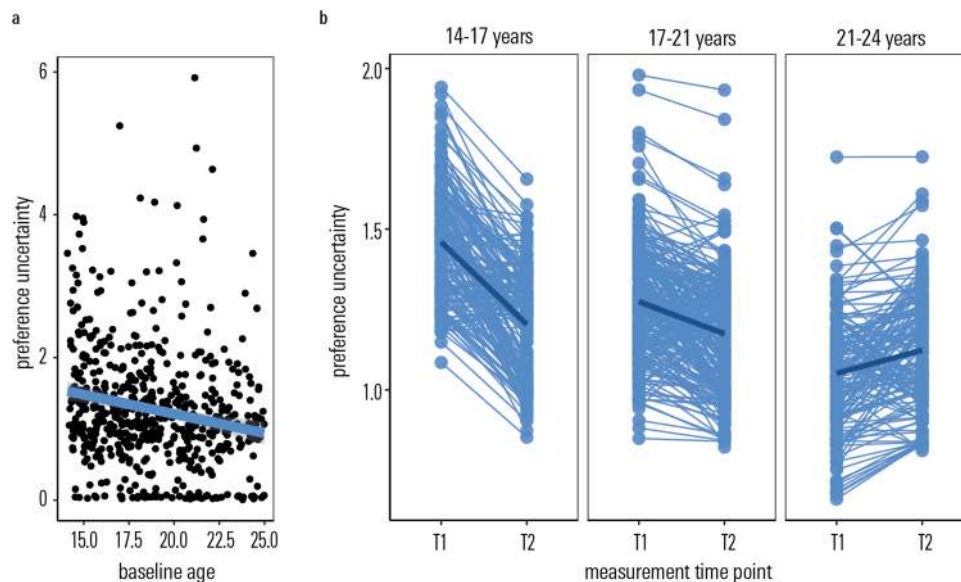 a
b
14-17 years
17-21 years
21-24 years
preference uncertainty
6
4
2
0
15.0 17.5 20.0 22.5 25.0
baseline age
preference uncertainty
2.0
1.5
1.0
T1 T2 T1 T2 T1 T2
measurement time point